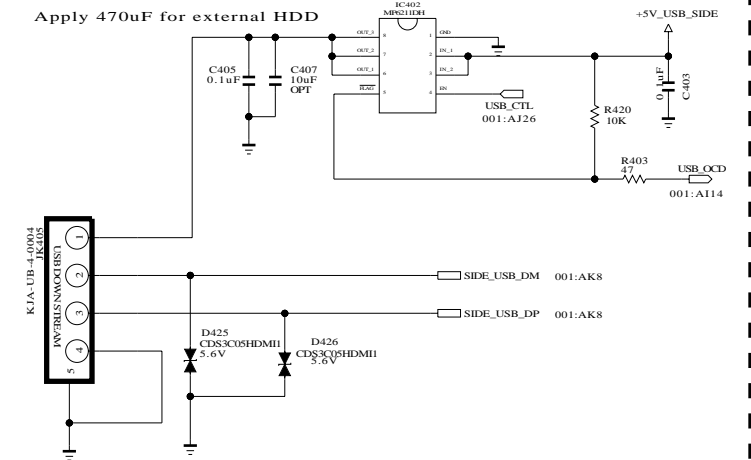 Apply 470uF for external HDD
IC402
MP6211DH
+5V_USB_SIDE
OUT_3
8
1
GND
OUT_2
7
2
IN_1
OUT_1
6
3
IN_2
FLAG
5
4
EN
C405
0.1uF
C407
10uF
OPT
USB_CTL
001:AJ26
R420
10K
0.1uF
C403
R403
47
USB_OCD
001:AI14
KJA-UB-4-0004
JK405
USB DOWN STREAM
1
2
3
4
5
SIDE_USB_DM
001:AK8
SIDE_USB_DP
001:AK8
D425
CDS3C05HDMI1
5.6V
D426
CDS3C05HDMI1
5.6V